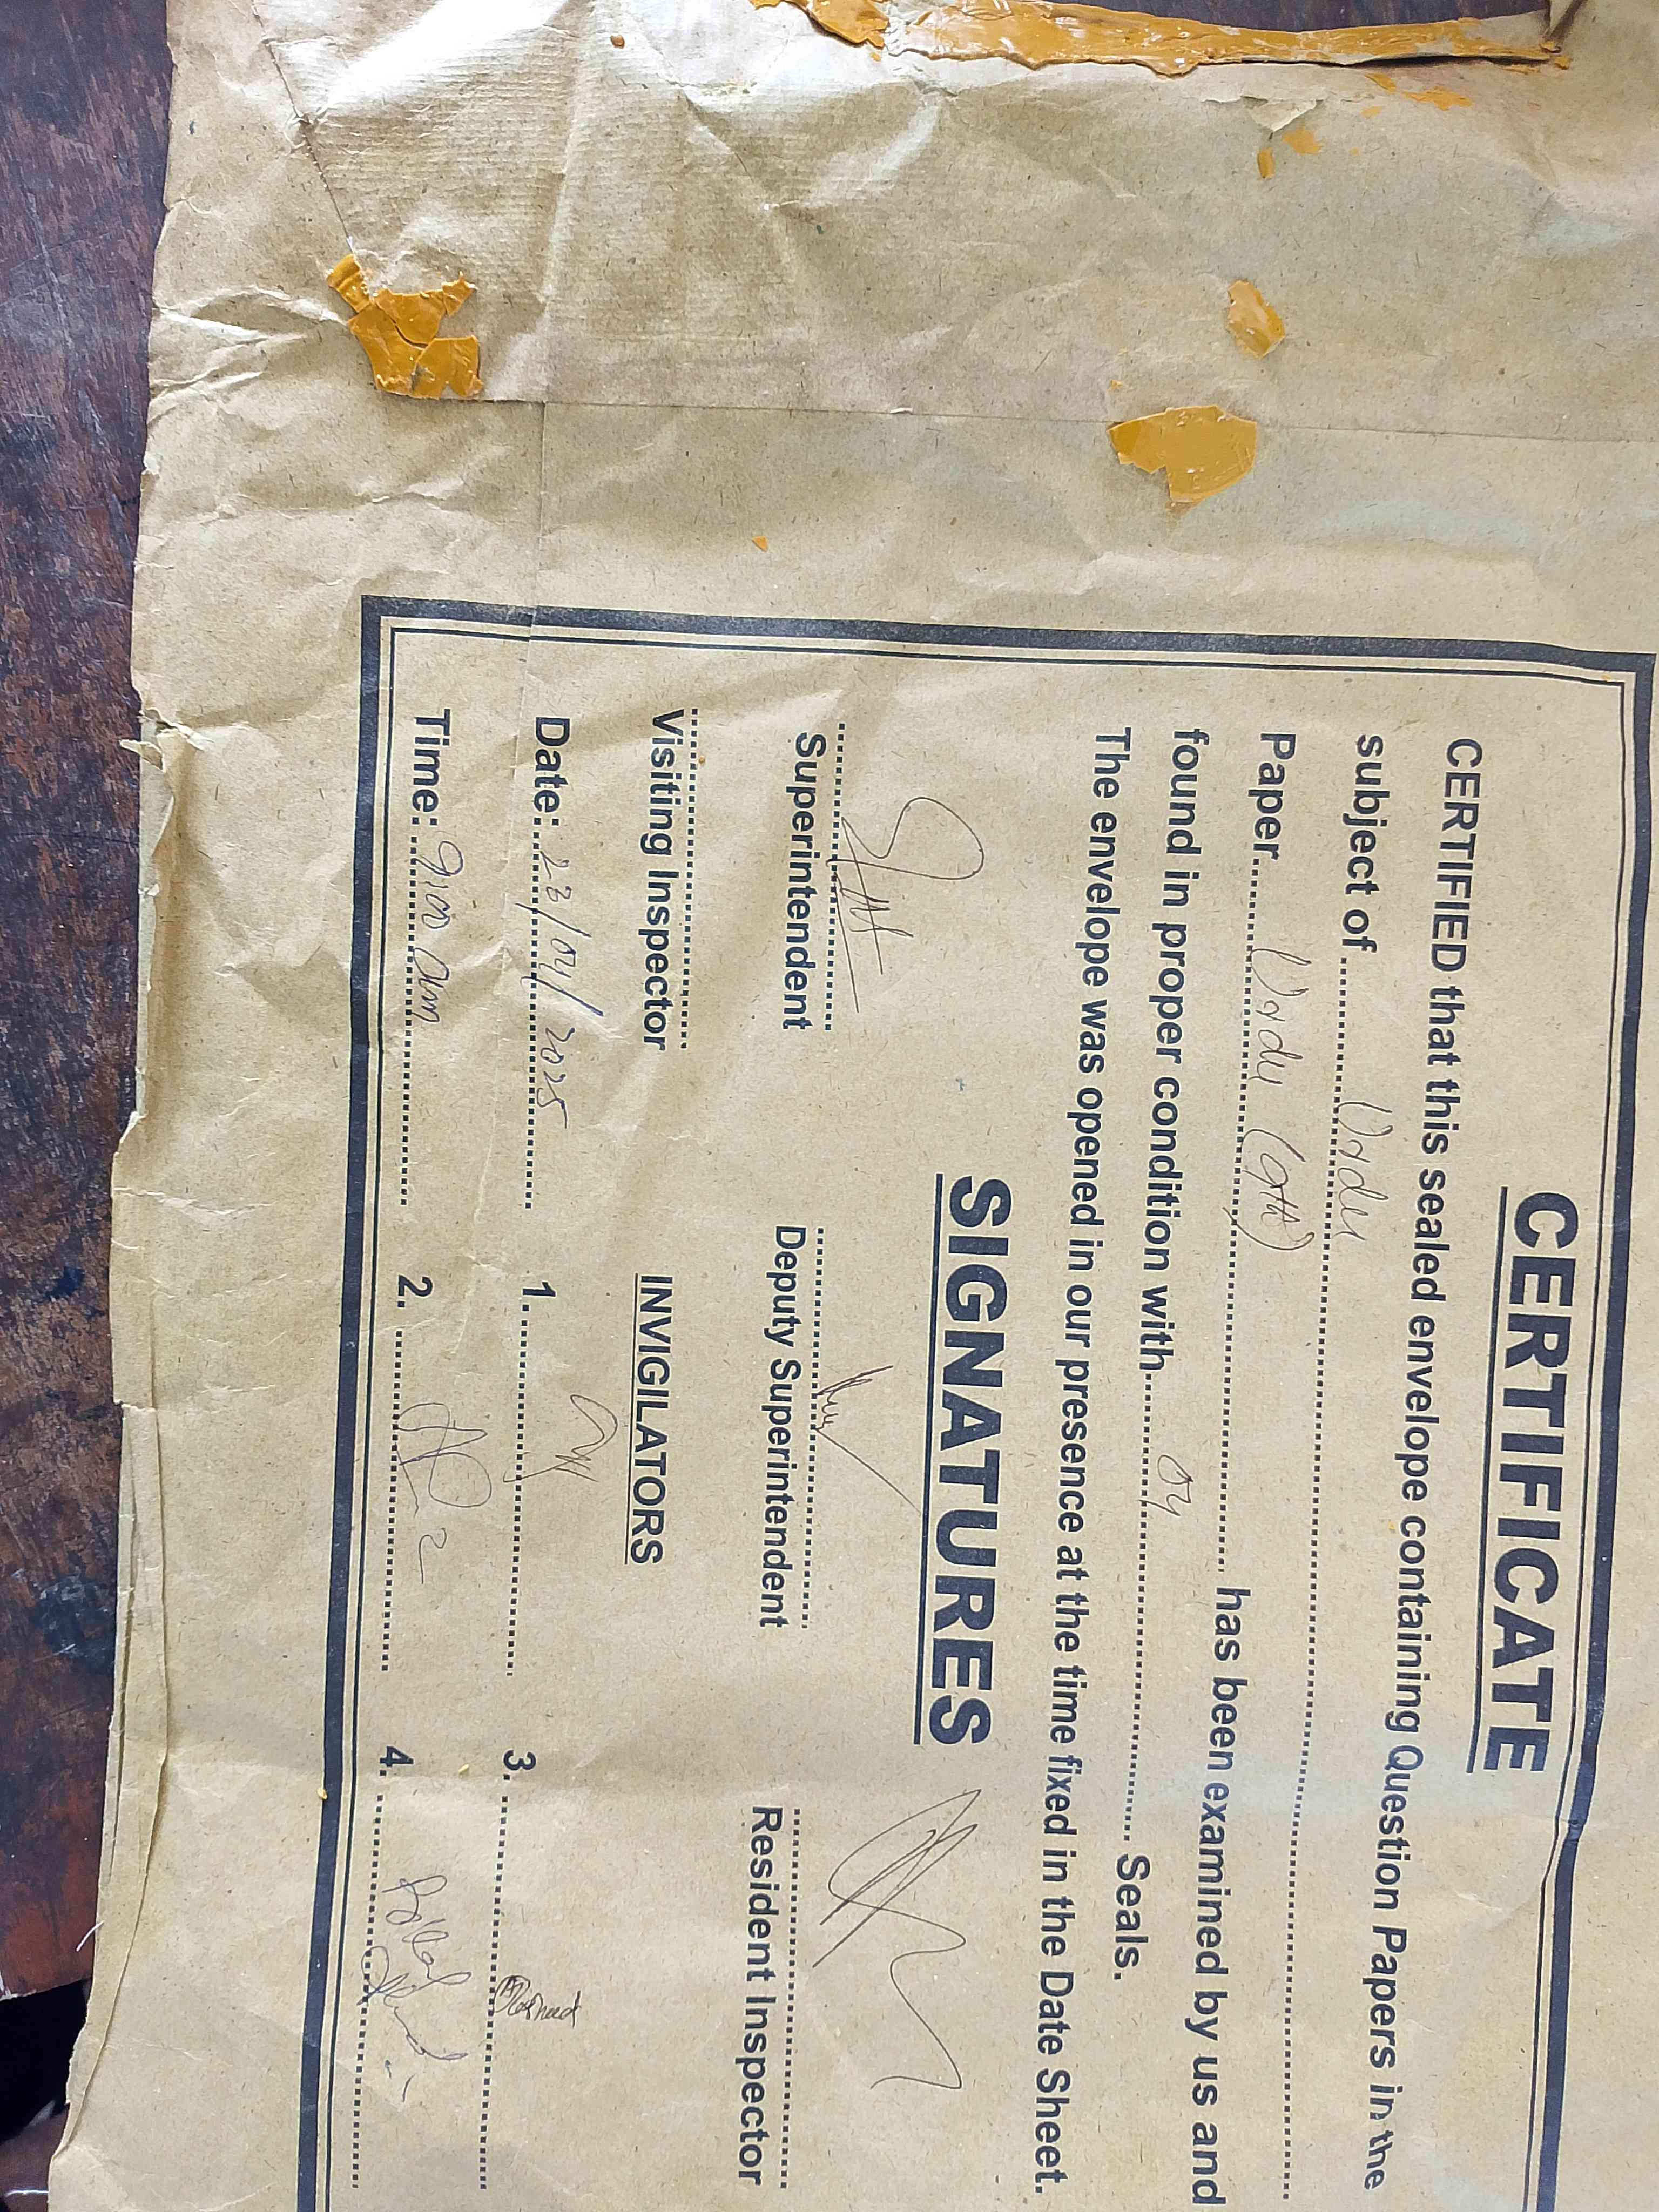 CERTIFICATE
CERTIFIED that this sealed envelope containing Question Papers in the
subject of ........ Urdu ........
Paper........ Urdu (9th) ........ has been examined by us and
found in proper condition with........ 04 ........ Seals.
The envelope was opened in our presence at the time fixed in the Date Sheet.
SIGNATURES
Superintendent Deputy Superintendent Resident Inspector
Visiting Inspector INVIGILATORS
Date: 23/04/2025 1. 3.
Time: 9:00 am 2. 4.